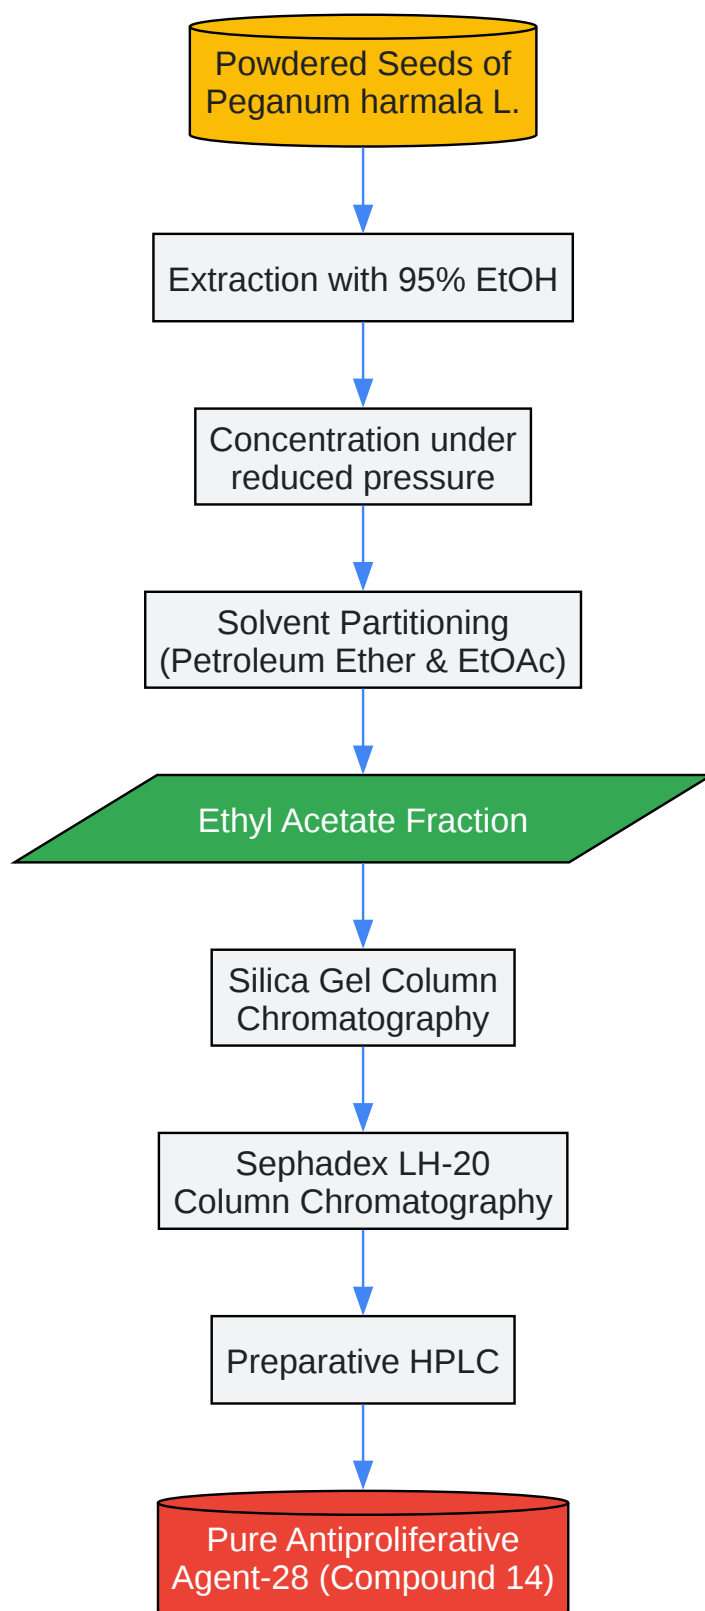 Powdered Seeds of
Peganum harmala L.
Extraction with 95% EtOH
Concentration under
reduced pressure
Solvent Partitioning
(Petroleum Ether & EtOAc)
Ethyl Acetate Fraction
Silica Gel Column
Chromatography
Sephadex LH-20
Column Chromatography
Preparative HPLC
Pure Antiproliferative
Agent-28 (Compound 14)